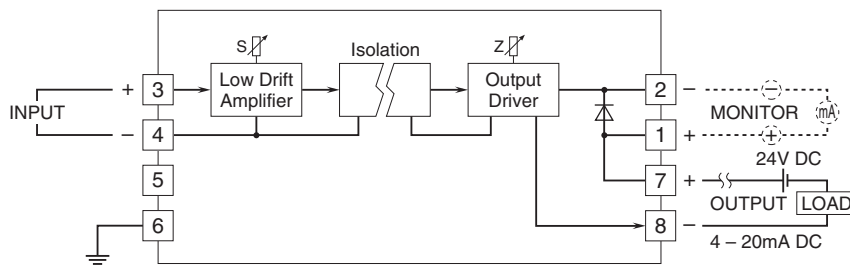 S
Z
Isolation
Low Drift
Amplifier
Output
Driver
INPUT
+ 3
– 4
5
6
2 –
1 +
7 +
8 –
–
MONITOR
mA
+
24V DC
OUTPUT
LOAD
4 – 20mA DC